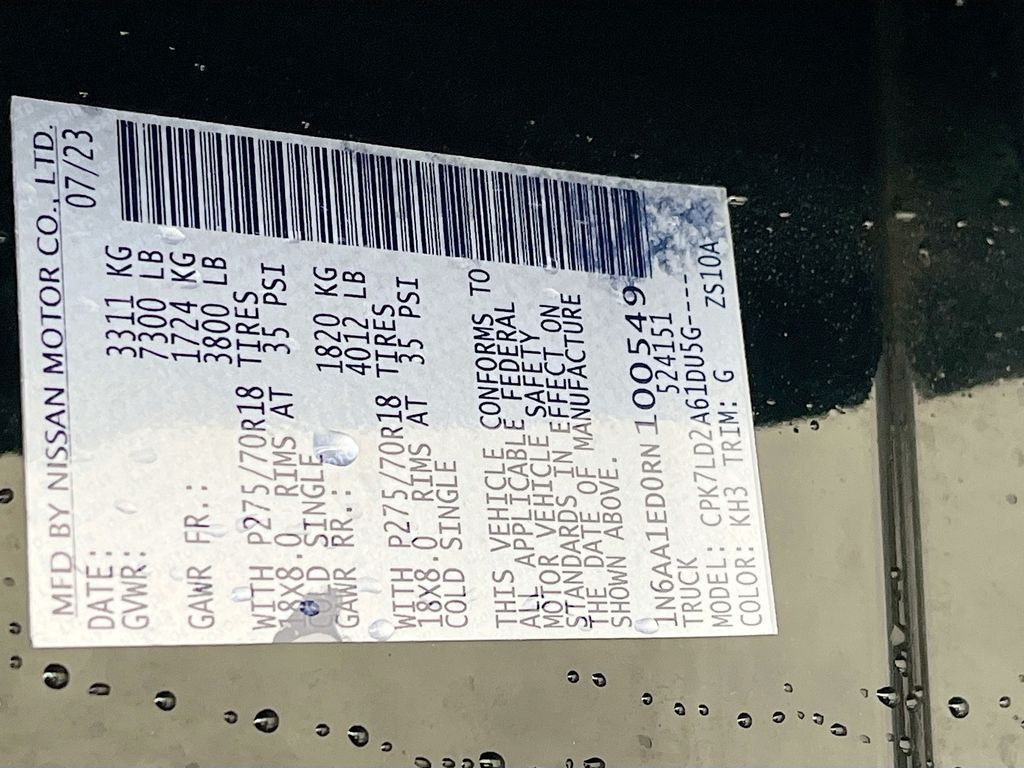 MFD BY NISSAN MOTOR CO., LTD.
DATE: 07/23
GVWR: 3311 KG
7300 LB
GAWR FR.: 1724 KG
3800 LB
WITH P275/70R18 TIRES
18X8.0 RIMS AT 35 PSI
COLD SINGLE
GAWR RR.: 1820 KG
4012 LB
WITH P275/70R18 TIRES
18X8.0 RIMS AT 35 PSI
COLD SINGLE
THIS VEHICLE CONFORMS TO
ALL APPLICABLE FEDERAL
MOTOR VEHICLE SAFETY
STANDARDS IN EFFECT ON
THE DATE OF MANUFACTURE
SHOWN ABOVE.
1N6AA1ED0RN100549
TRUCK 524151
MODEL: CPK7LD2A61DU5G----
COLOR: KH3 TRIM: G ZS10A